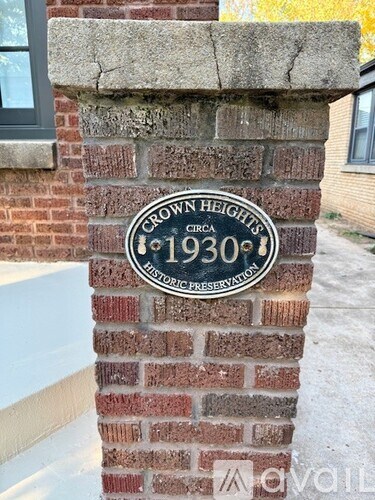 CROWN HEIGHTS
CIRCA
1930
HISTORIC PRESERVATION
avail